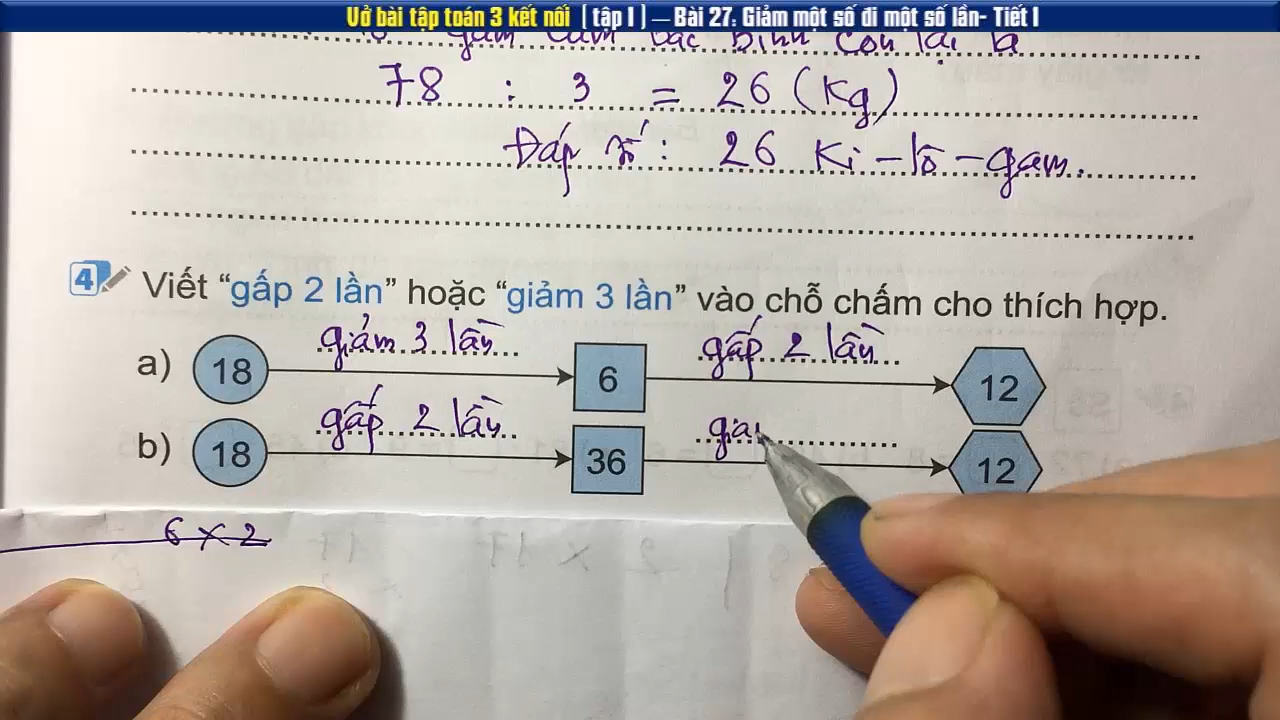 Vở bài tập toán 3 kết nối ( tập 1 ) – Bài 27: Giảm một số đi một số lần- Tiết 1
78 : 3 = 26 (Kg)
Đáp số: 26 Ki-lô-gam.
4 Viết “gấp 2 lần” hoặc “giảm 3 lần” vào chỗ chấm cho thích hợp.
a) 18 giảm 3 lần 6 gấp 2 lần 12
b) 18 gấp 2 lần 36 12
6 x 2